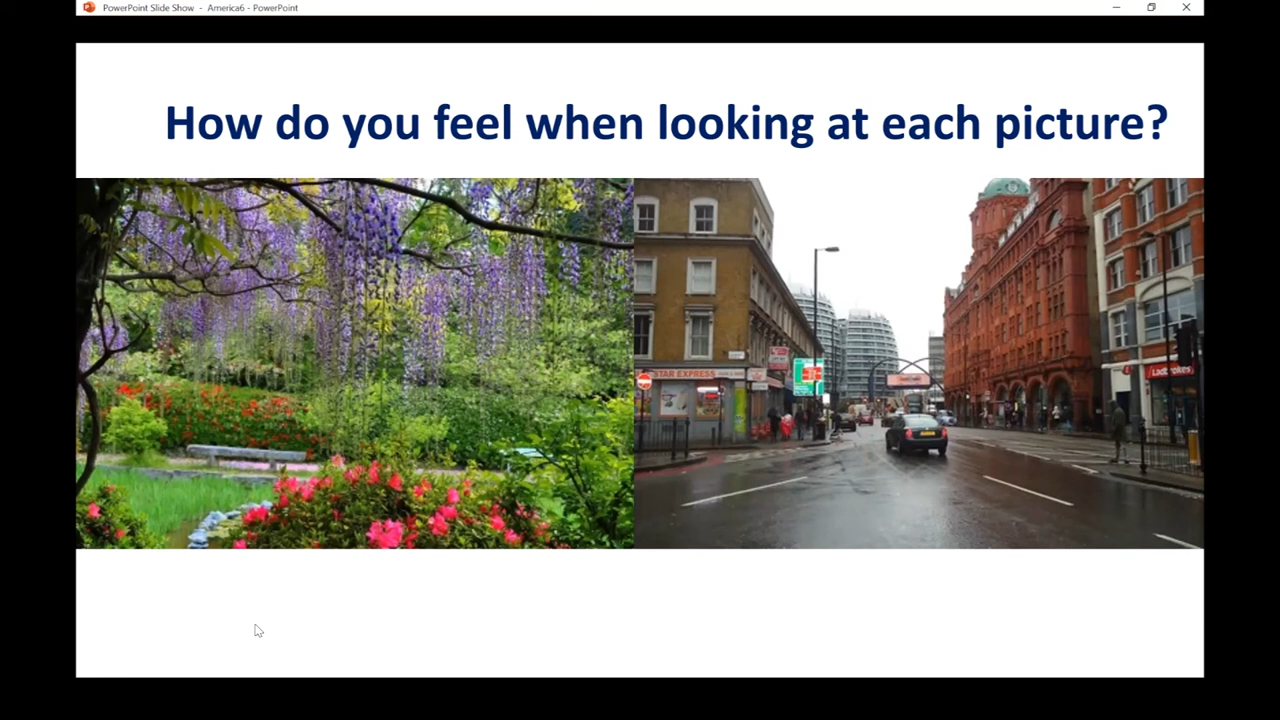 PowerPoint Slide Show - America6 - PowerPoint
How do you feel when looking at each picture?
STAR EXPRESS
Ladbrokes